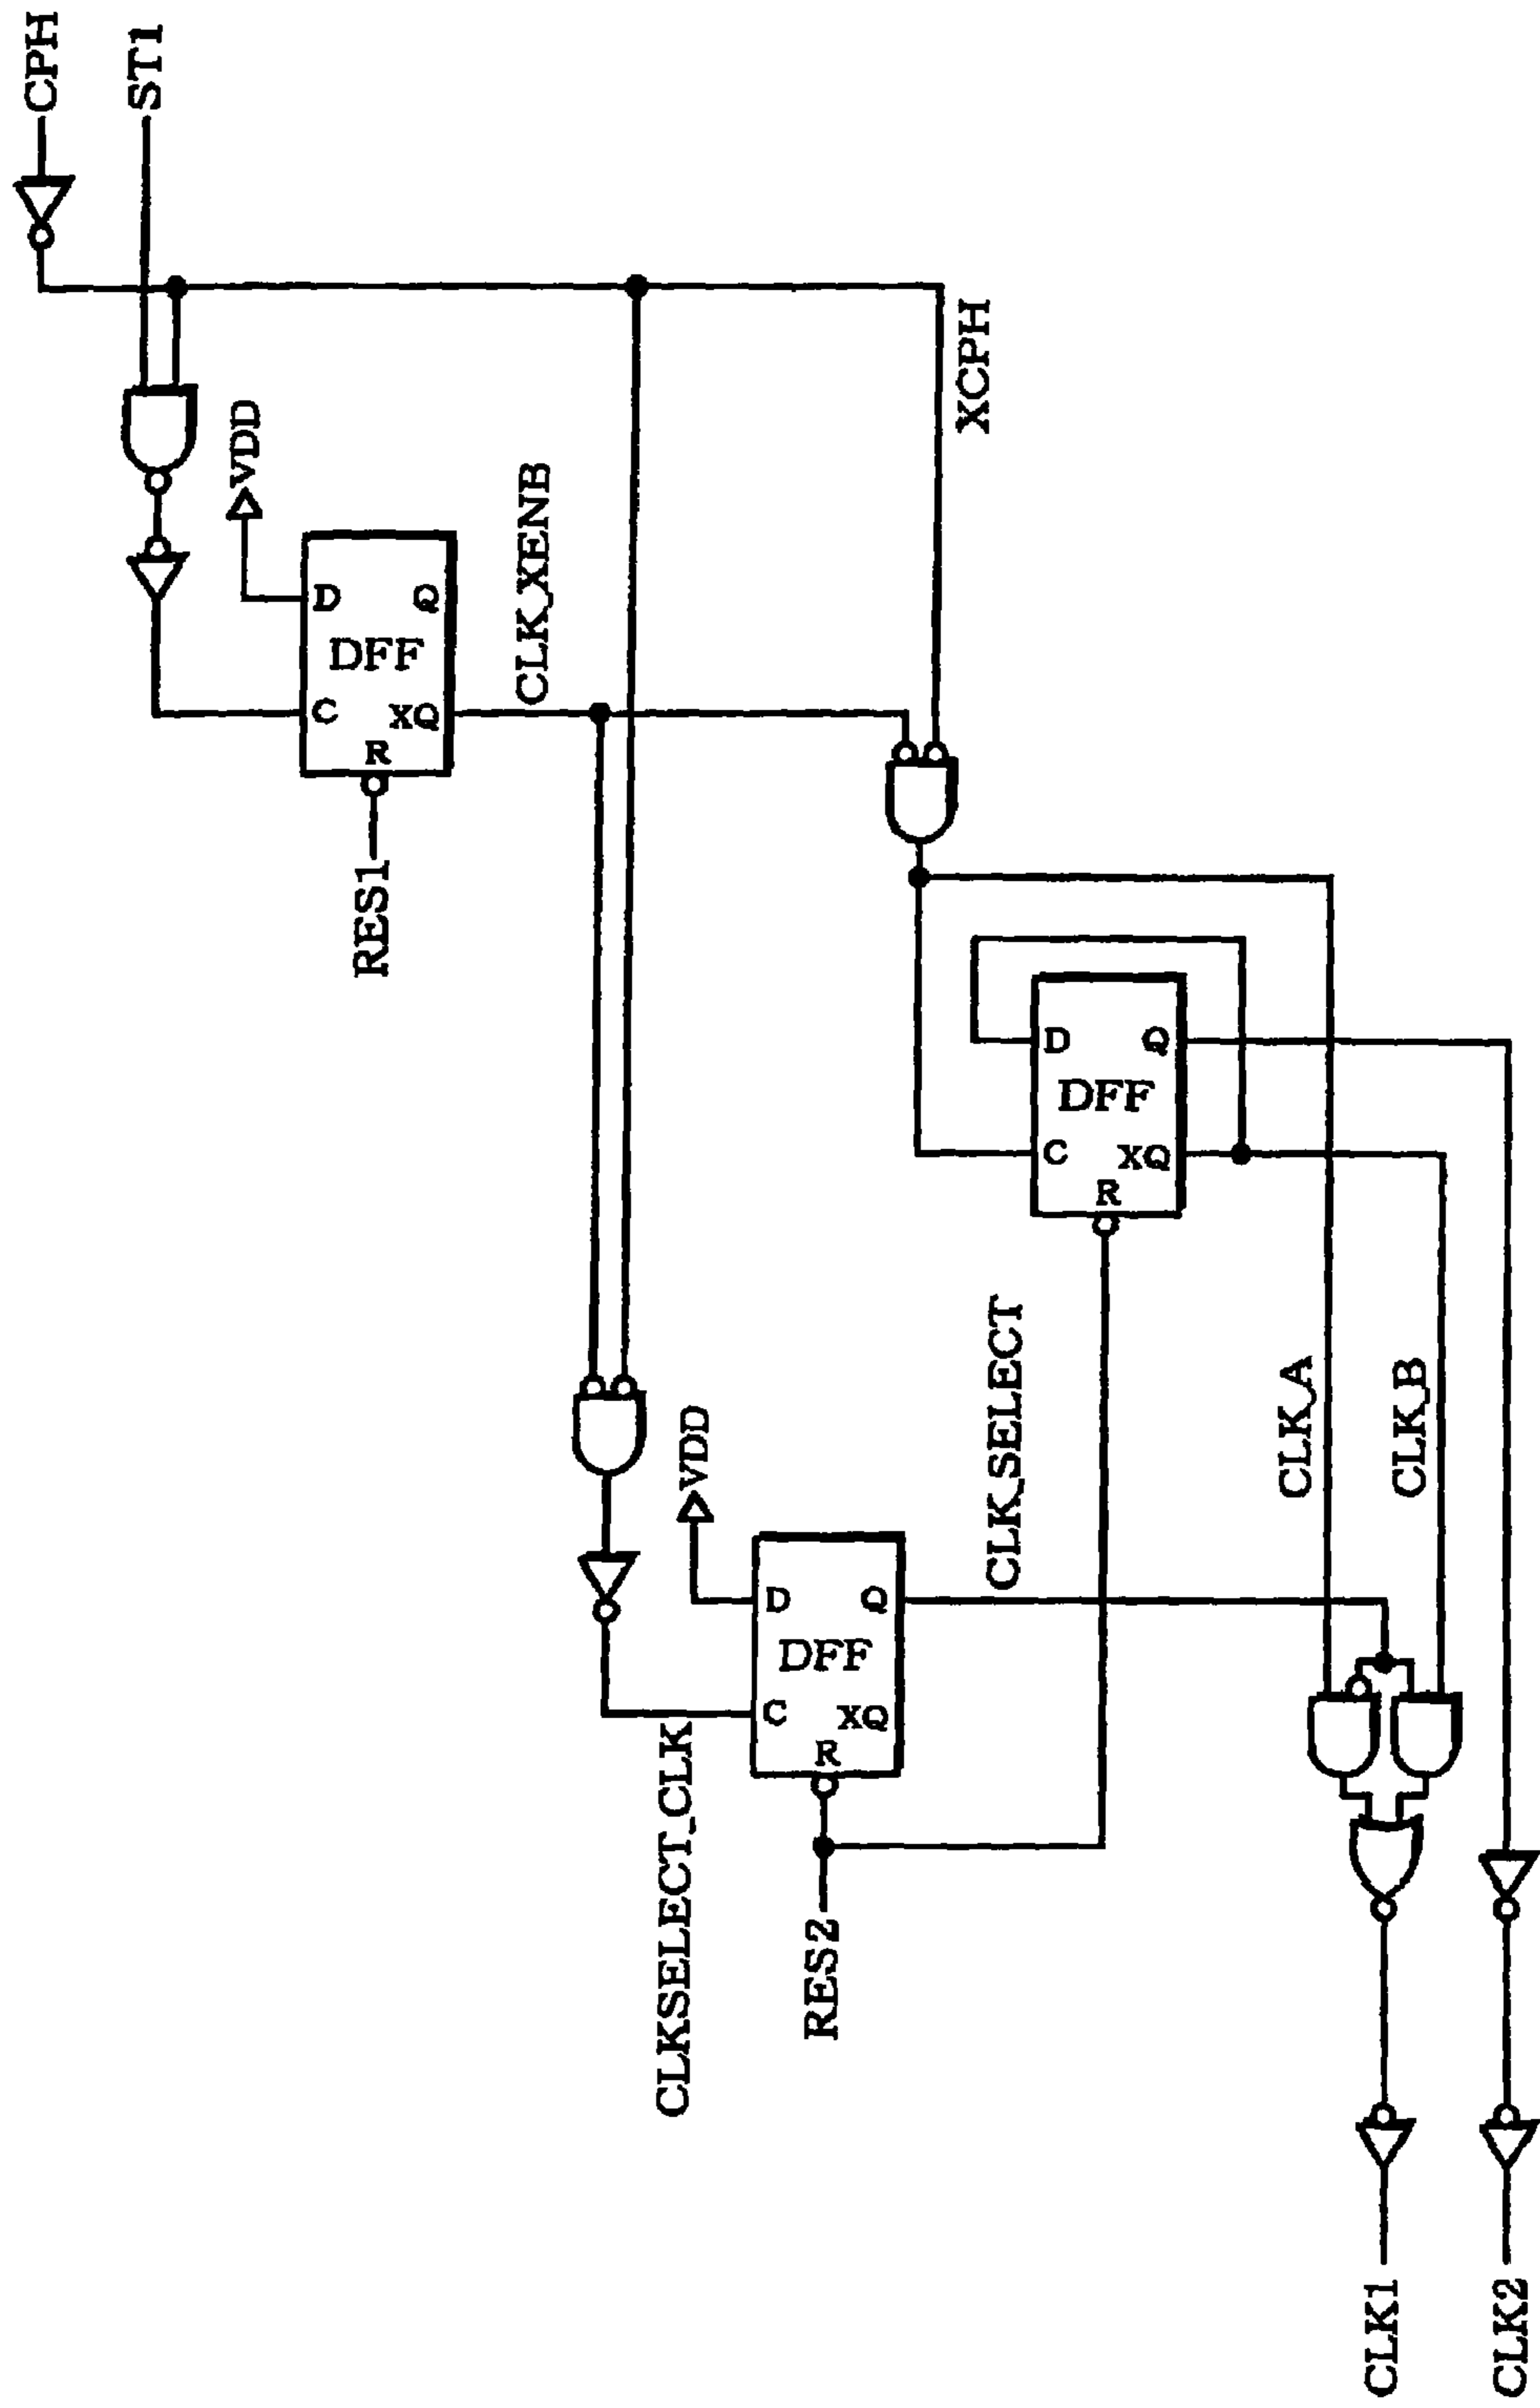 CPH
ST1
VDD
D
Q
DFF
C
XQ
R
RES1
CLK_XENB
XCPH
D
Q
DFF
C
XQ
R
CLK_SELECT
CLK_A
CLK_B
VDD
D
Q
DFF
C
XQ
R
CLKSELECT_CLK
RES2
CLK1
CLK2